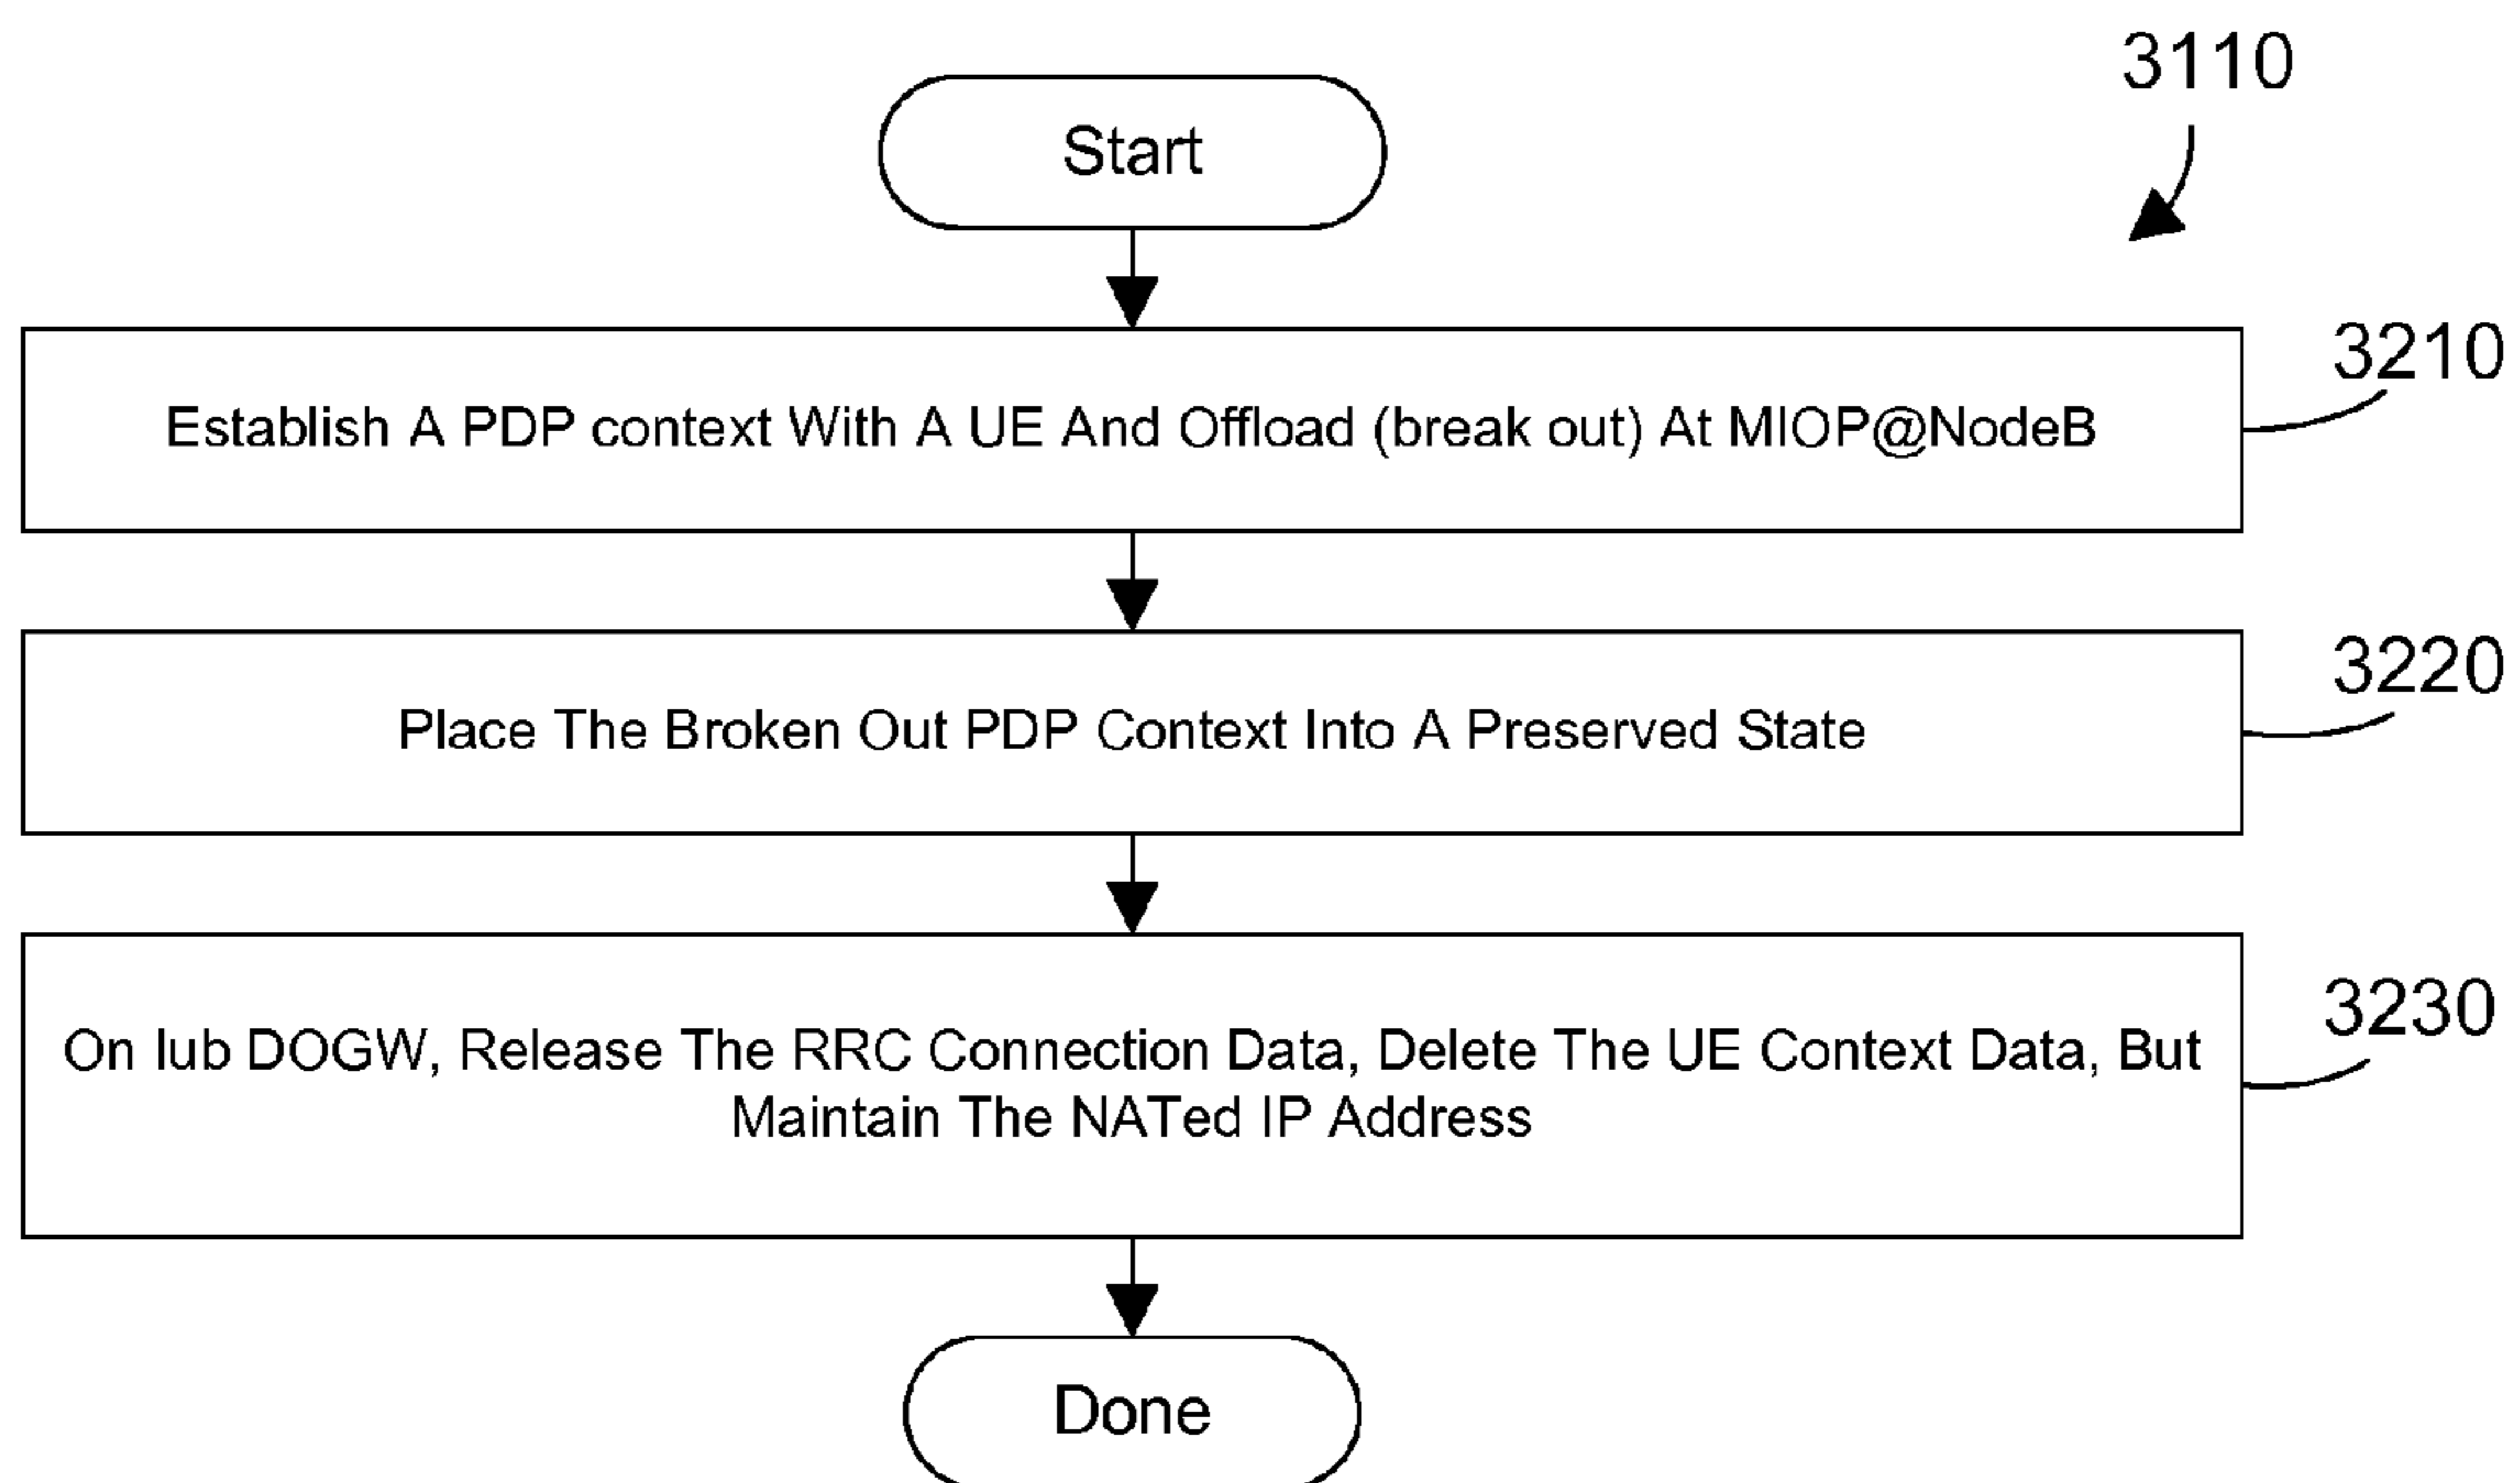 3110
Start
3210
Establish A PDP context With A UE And Offload (break out) At MIOP@NodeB
3220
Place The Broken Out PDP Context Into A Preserved State
3230
On Iub DOGW, Release The RRC Connection Data, Delete The UE Context Data, But
Maintain The NATed IP Address
Done